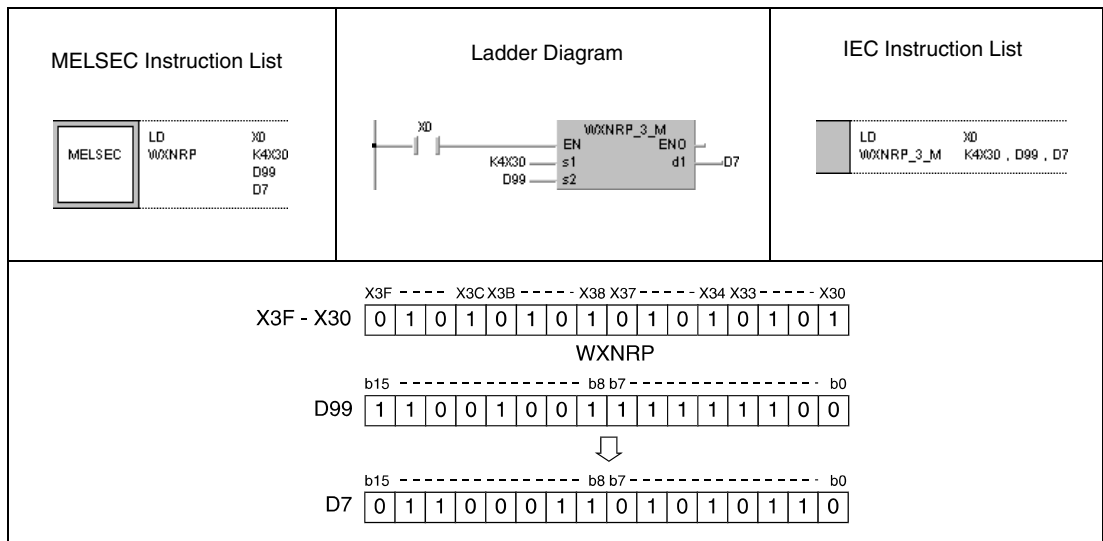 MELSEC Instruction List
MELSEC
LD X0
WXNRP K4X30
D99
D7
Ladder Diagram
X0
WXNRP_3_M
EN ENO
K4X30 s1 d1 D7
D99 s2
IEC Instruction List
LD X0
WXNRP_3_M K4X30 , D99 , D7
X3F - - - - - X3C X3B - - - - - X38 X37 - - - - - X34 X33 - - - - - X30
X3F - X30 0 1 0 1 0 1 0 1 0 1 0 1 0 1 0 1
WXNRP
b15 - - - - - - - - - - - - - - - - b8 b7 - - - - - - - - - - - - - - - - b0
D99 1 1 0 0 1 0 0 1 1 1 1 1 1 1 0 0
b15 - - - - - - - - - - - - - - - - b8 b7 - - - - - - - - - - - - - - - - b0
D7 0 1 1 0 0 0 1 1 0 1 0 1 0 1 1 0